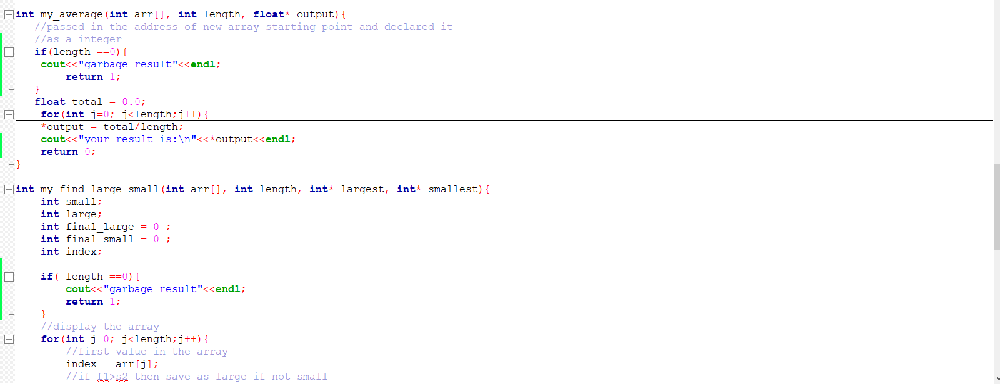 int my_average(int arr[], int length, float* output){
//passed in the address of new array starting point and declared it
//as a integer
if(length ==0){
cout<<"garbage result"<<endl;
return 1;
}
float total = 0.0;
for(int j=0; j<length;j++){
*output = total/length;
cout<<"your result is:\n"<<*output<<endl;
return 0;
}
int my_find_large_small(int arr[], int length, int* largest, int* smallest){
int small;
int large;
int final_large = 0 ;
int final_small = 0 ;
int index;
if( length ==0){
cout<<"garbage result"<<endl;
return 1;
}
//display the array
for(int j=0; j<length;j++){
//first value in the array
index = arr[j];
//if f1>s2 then save as large if not small